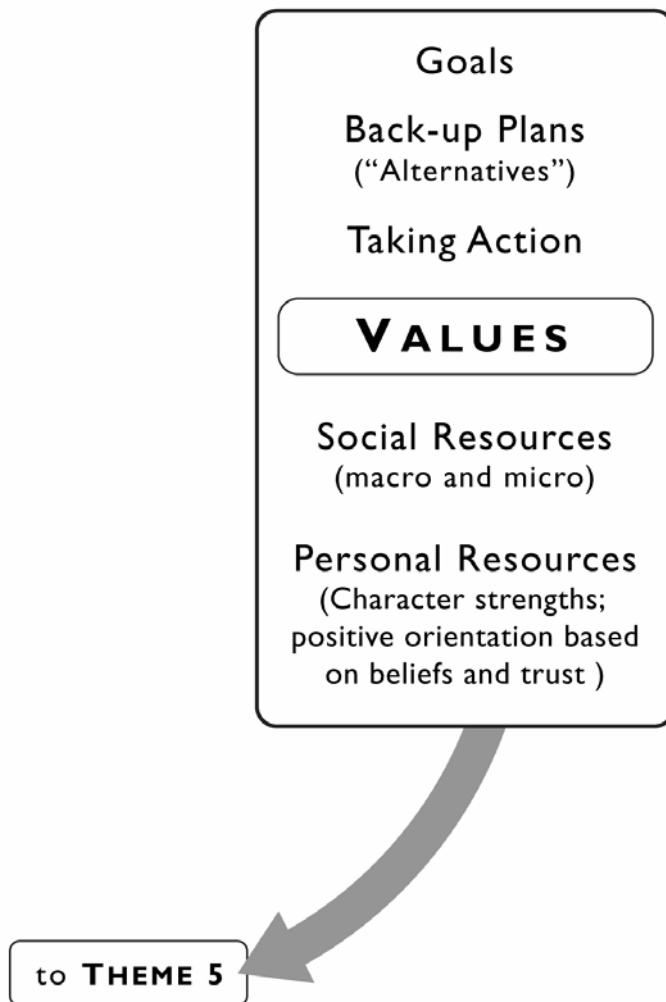 Goals
Back-up Plans
(“Alternatives”)
Taking Action
VALUES
Social Resources
(macro and micro)
Personal Resources
(Character strengths;
positive orientation based
on beliefs and trust )
to THEME 5